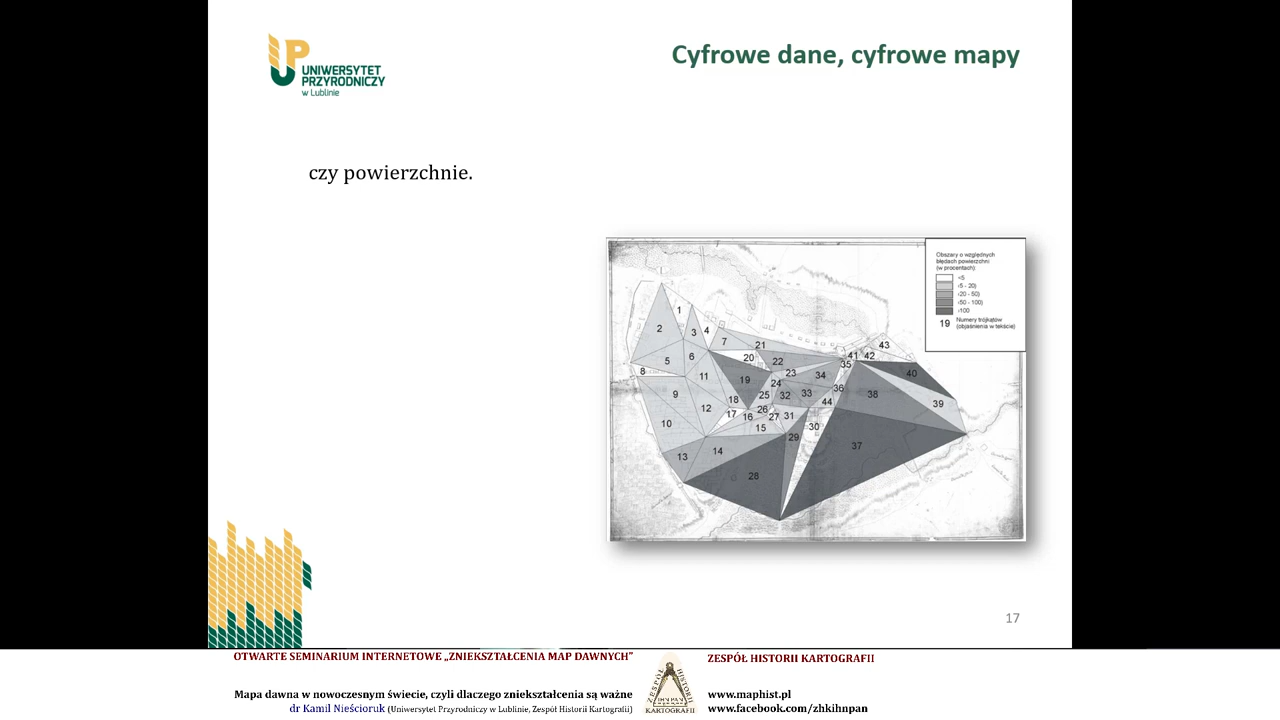 UNIWERSYTET
PRZYRODNICZY
w Lublinie
Cyfrowe dane, cyfrowe mapy
czy powierzchnie.
Obszary o względnych
błędach powierzchni
(w procentach):
‹5
‹5 - 20)
‹20 - 50)
‹50 - 100)
›100
19 Numery trójkątów
(objaśnienia w tekście)
1
2
3
4
7
21
43
5
6
20
22
41
42
35
8
11
19
23
34
40
24
36
9
18
25
32
33
38
12
17
16
26
27
31
44
39
10
15
30
29
37
13
14
28
17
OTWARTE SEMINARIUM INTERNETOWE „ZNIEKSZTAŁCENIA MAP DAWNYCH”
Mapa dawna w nowoczesnym świecie, czyli dlaczego zniekształcenia są ważne
dr Kamil Nieścioruk (Uniwersytet Przyrodniczy w Lublinie, Zespół Historii Kartografii)
ZESPÓŁ HISTORII
IHN PAN
KARTOGRAFII
ZESPÓŁ HISTORII KARTOGRAFII
www.maphist.pl
www.facebook.com/zhkihnpan